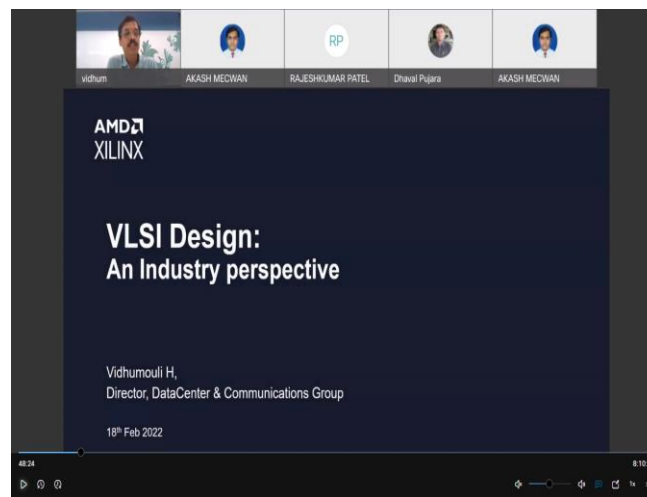 RP
vidhum
AKASH MECWAN
RAJESHKUMAR PATEL
Dhaval Pujara
AKASH MECWAN
AMD
XILINX
VLSI Design:
An Industry perspective
Vidhumouli H,
Director, DataCenter & Communications Group
18th Feb 2022
48:24
8:10:
1x